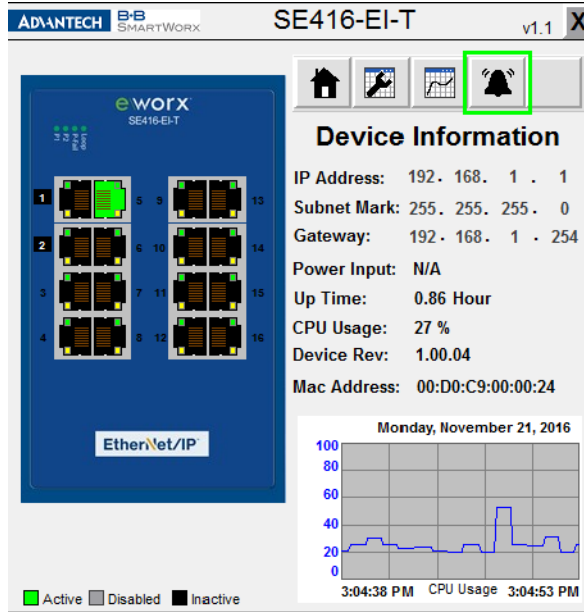 ADVANTECH B+B SMARTWORX SE416-EI-T v1.1 X
eworx
SE416-EI-T
P1 P2 P-Fail Loop
1 5 9 13
2 6 10 14
3 7 11 15
4 8 12 16
EtherNet/IP
Active Disabled Inactive
Device Information
IP Address: 192. 168. 1 . 1
Subnet Mark: 255. 255. 255. 0
Gateway: 192. 168. 1 . 254
Power Input: N/A
Up Time: 0.86 Hour
CPU Usage: 27 %
Device Rev: 1.00.04
Mac Address: 00:D0:C9:00:00:24
Monday, November 21, 2016
100
80
60
40
20
0
3:04:38 PM CPU Usage 3:04:53 PM